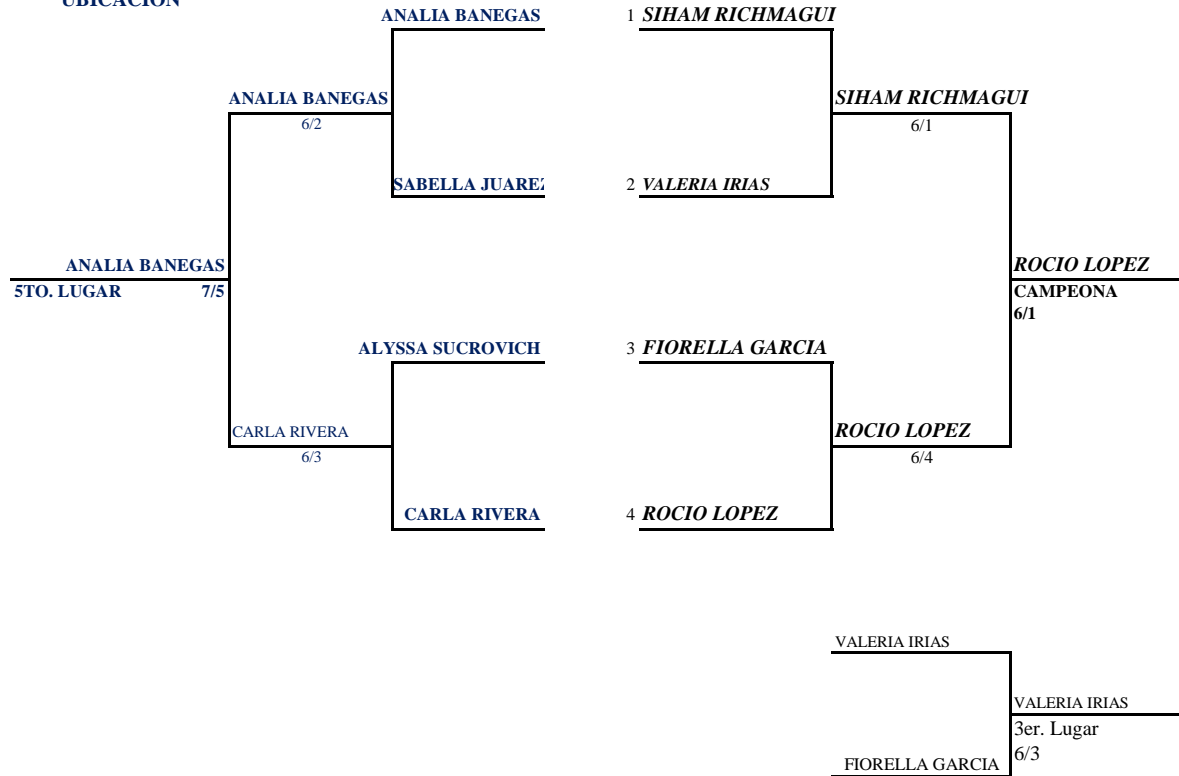 UBICACIÓN
ANALIA BANEGAS
1 SIHAM RICHMAGUI
ANALIA BANEGAS
6/2
SIHAM RICHMAGUI
6/1
SABELLA JUAREZ
2 VALERIA IRIAS
ANALIA BANEGAS
5TO. LUGAR 7/5
ROCIO LOPEZ
CAMPEONA
6/1
ALYSSA SUCROVICH
3 FIORELLA GARCIA
CARLA RIVERA
6/3
ROCIO LOPEZ
6/4
CARLA RIVERA
4 ROCIO LOPEZ
VALERIA IRIAS
VALERIA IRIAS
3er. Lugar
6/3
FIORELLA GARCIA